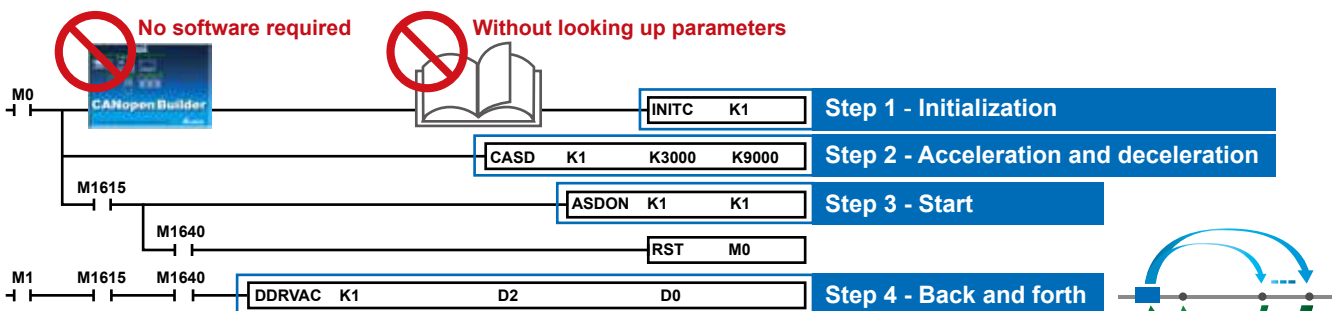 No software required
Without looking up parameters
CANopen Builder
M0
INITC K1
Step 1 - Initialization
CASD K1 K3000 K9000
Step 2 - Acceleration and deceleration
M1615
ASDON K1 K1
Step 3 - Start
M1640
RST M0
M1 M1615 M1640
DDRVAC K1 D2 D0
Step 4 - Back and forth